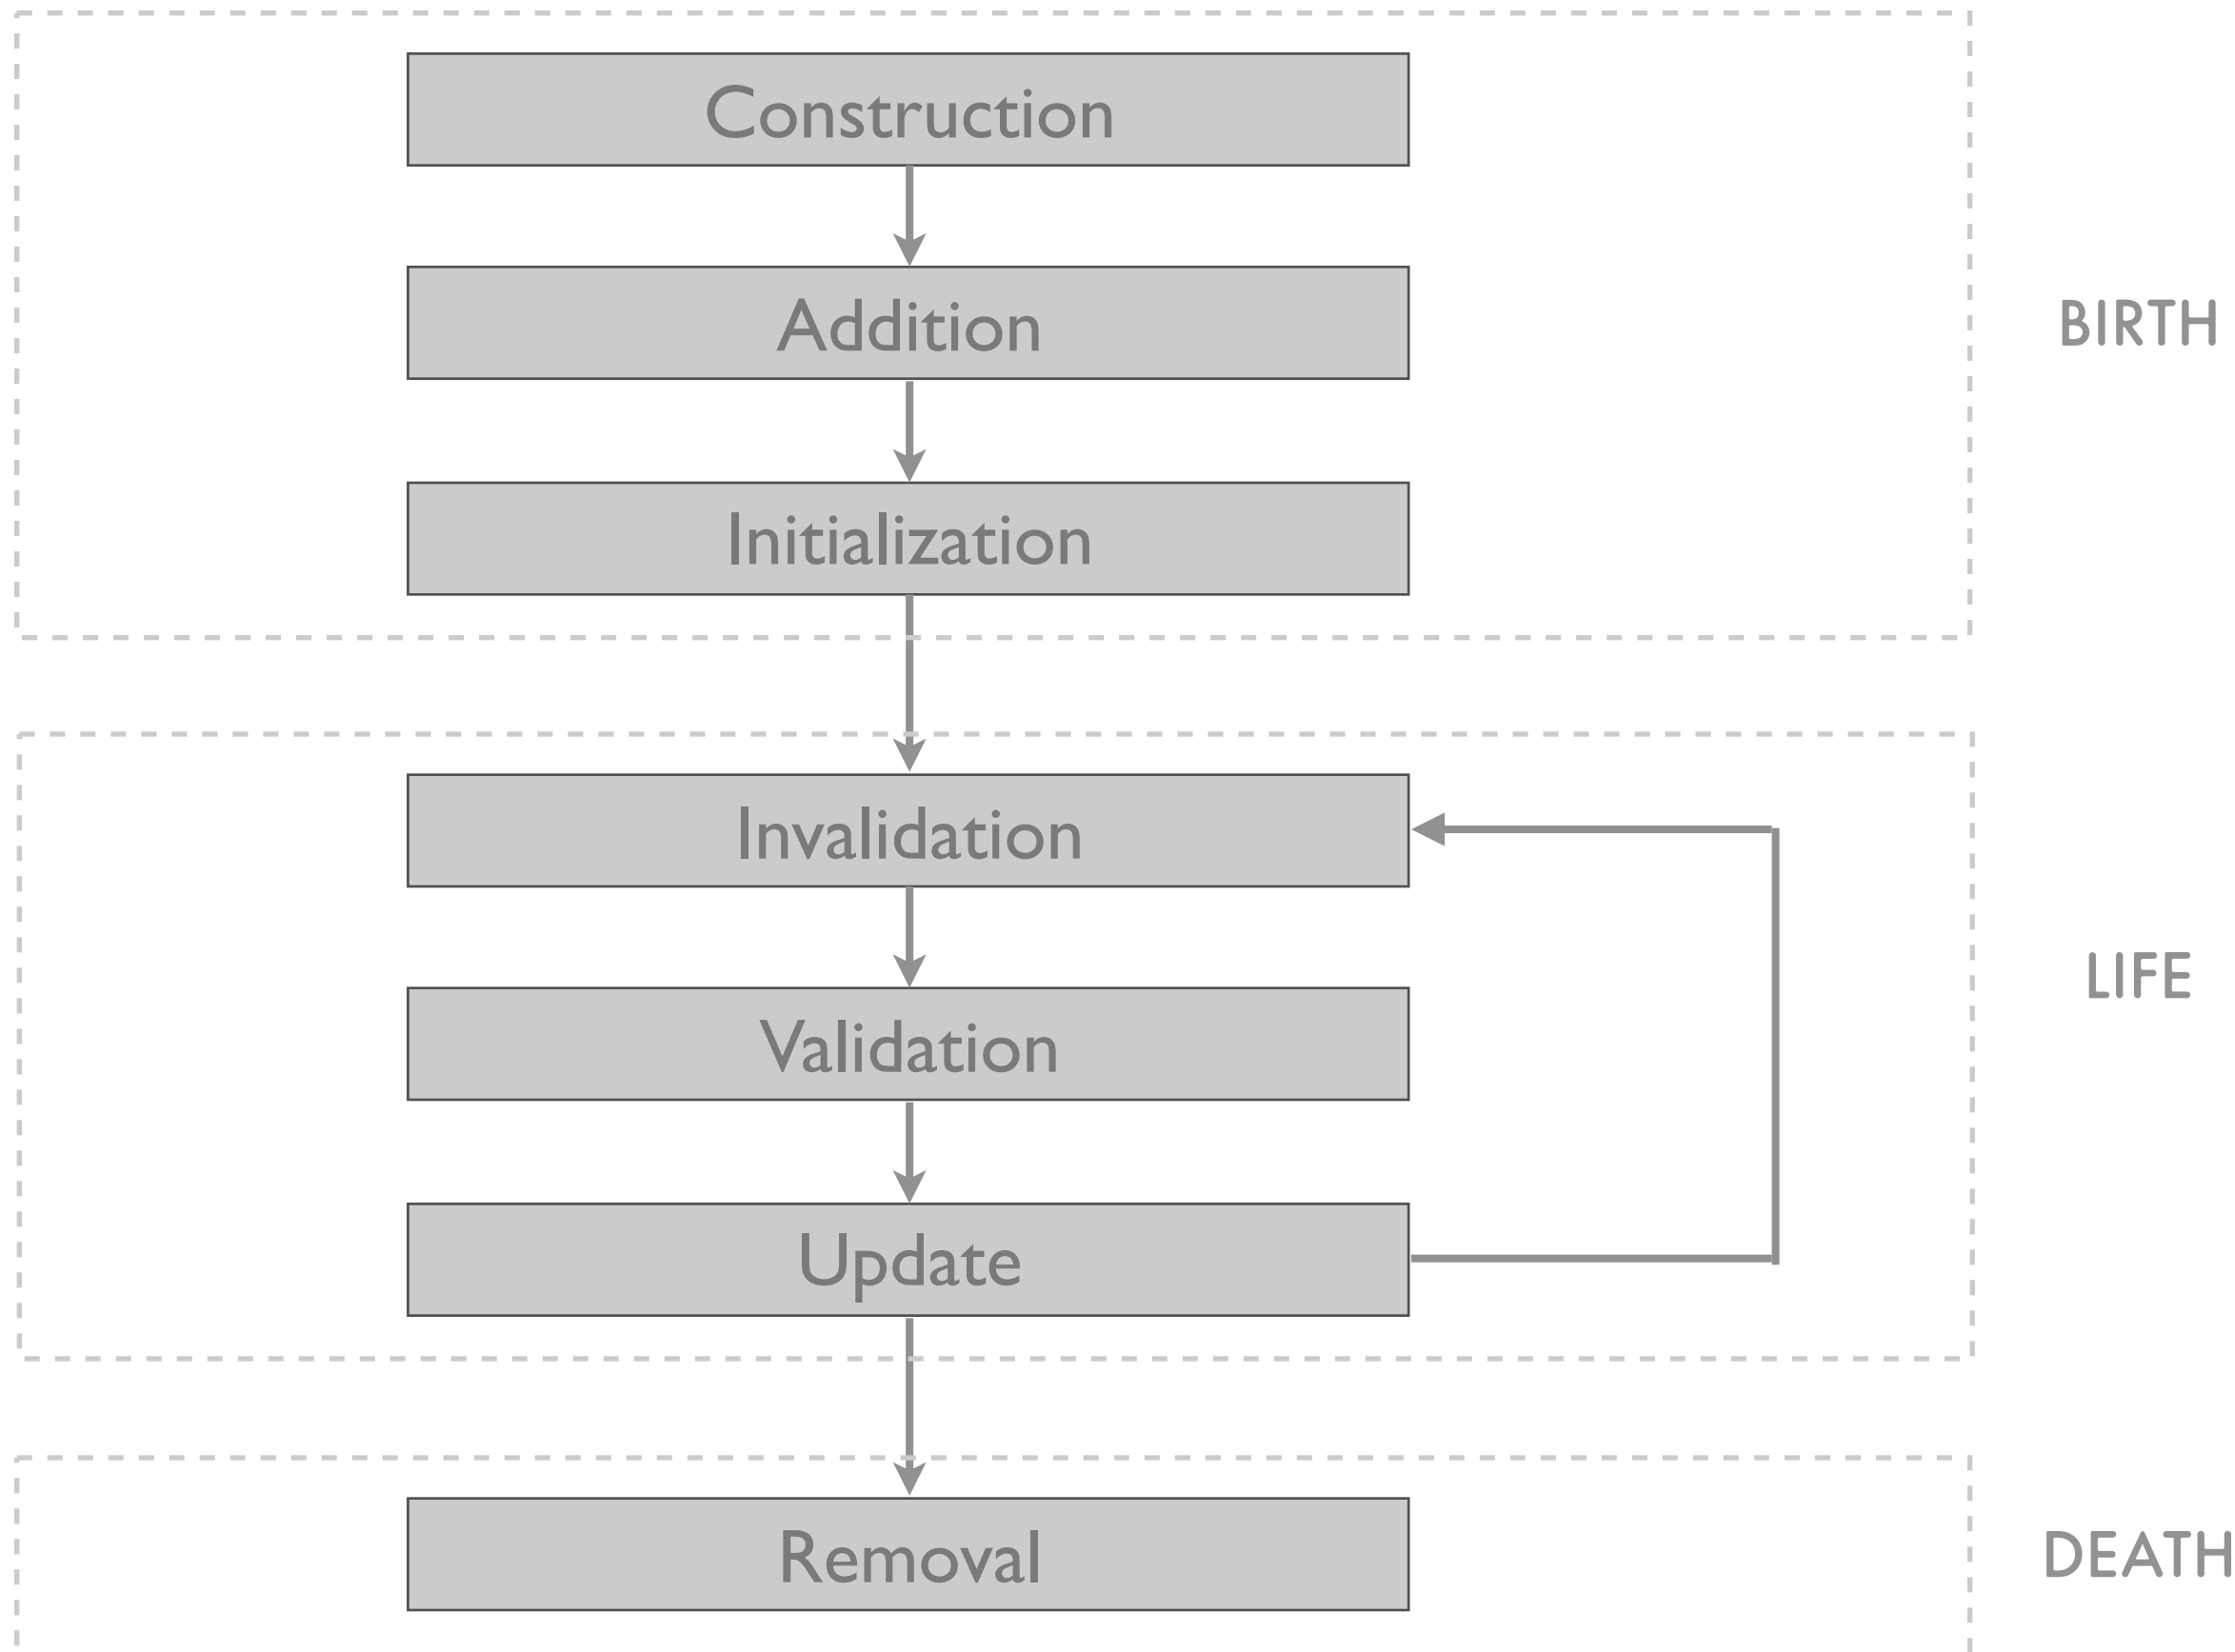 Construction
Addition
BIRTH
Initialization
Invalidation
LIFE
Validation
Update
Removal
DEATH